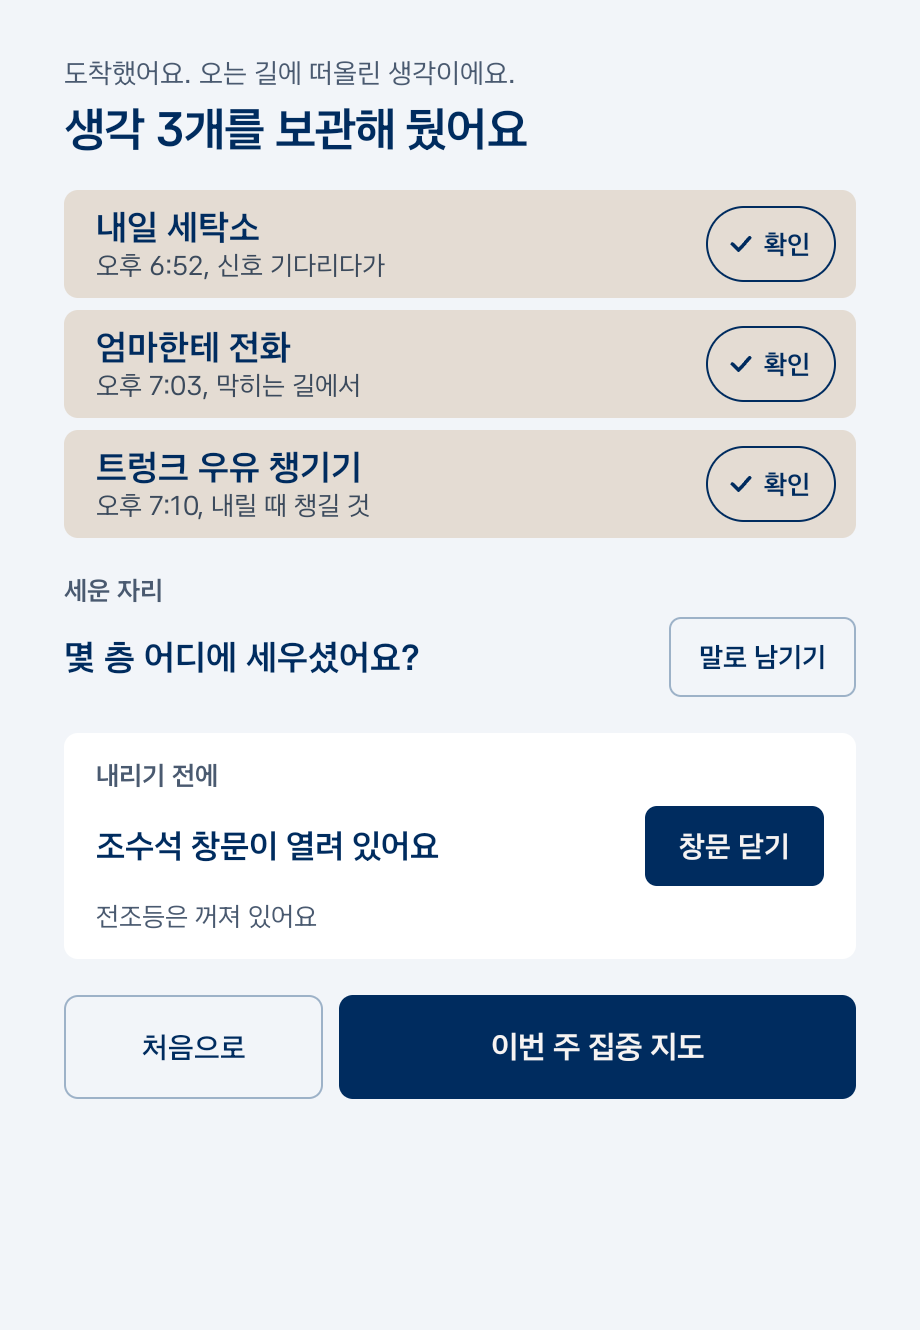 도착했어요. 오는 길에 떠올린 생각이에요.
생각 3개를 보관해 뒀어요
내일 세탁소
오후 6:52, 신호 기다리다가
확인
엄마한테 전화
오후 7:03, 막히는 길에서
확인
트렁크 우유 챙기기
오후 7:10, 내릴 때 챙길 것
확인
세운 자리
몇 층 어디에 세우셨어요?
말로 남기기
내리기 전에
조수석 창문이 열려 있어요
창문 닫기
전조등은 꺼져 있어요
처음으로
이번 주 집중 지도